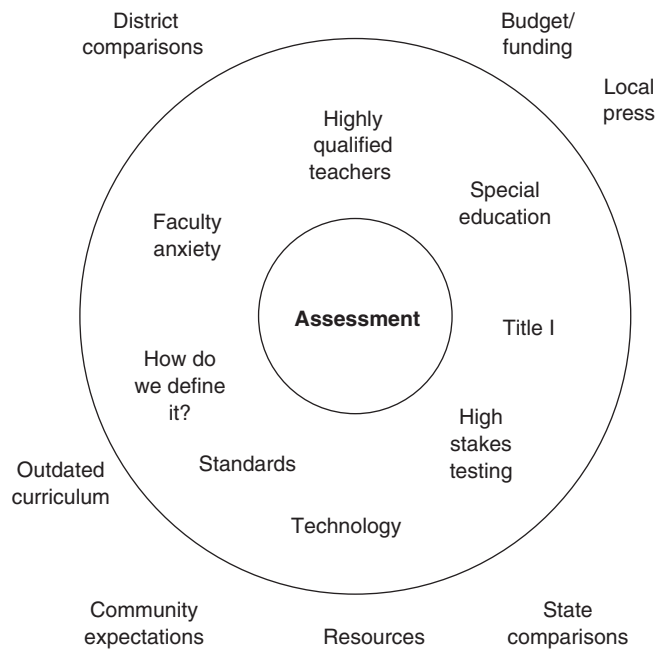 District
comparisons
Budget/
funding
Local
press
Highly
qualified
teachers
Special
education
Faculty
anxiety
Assessment
Title I
How do
we define
it?
High
stakes
testing
Standards
Outdated
curriculum
Technology
Community
expectations
Resources
State
comparisons